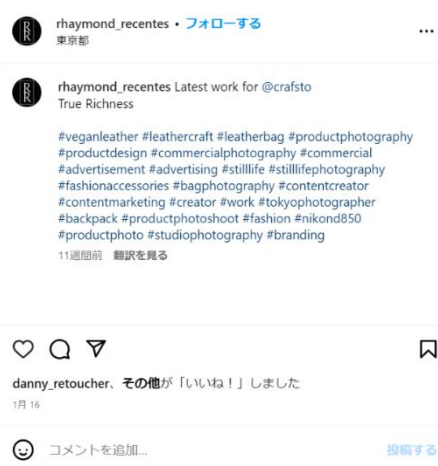 rhaymond_recentes • フォローする
東京都
rhaymond_recentes Latest work for @crafsto
True Richness
#veganleather #leathercraft #leatherbag #productphotography
#productdesign #commercialphotography #commercial
#advertisement #advertising #stilllife #stilllifephotography
#fashionaccessories #bagphotography #contentcreator
#contentmarketing #creator #work #tokyophotographer
#backpack #productphotoshoot #fashion #nikond850
#productphoto #studiophotography #branding
11週間前 翻訳を見る
danny_retoucher、その他が「いいね！」しました
1月 16
コメントを追加...
投稿する